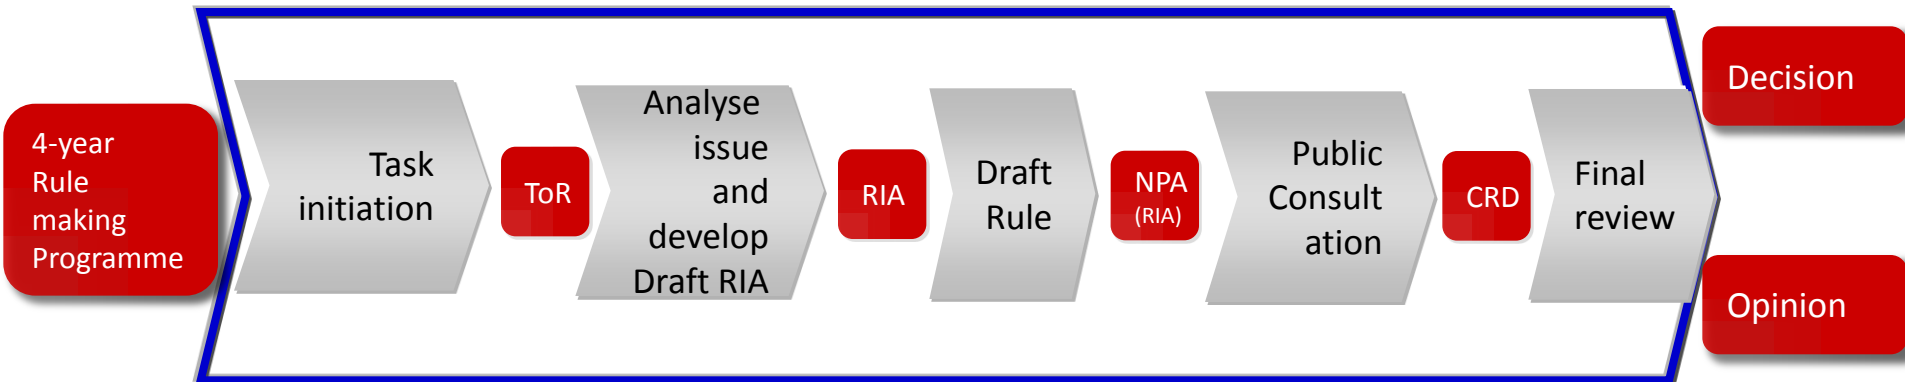 4-year
Rule
making
Programme
Task
initiation
ToR
Analyse
issue
and
develop
Draft RIA
RIA
Draft
Rule
NPA
(RIA)
Public
Consult
ation
CRD
Final
review
Decision
Opinion